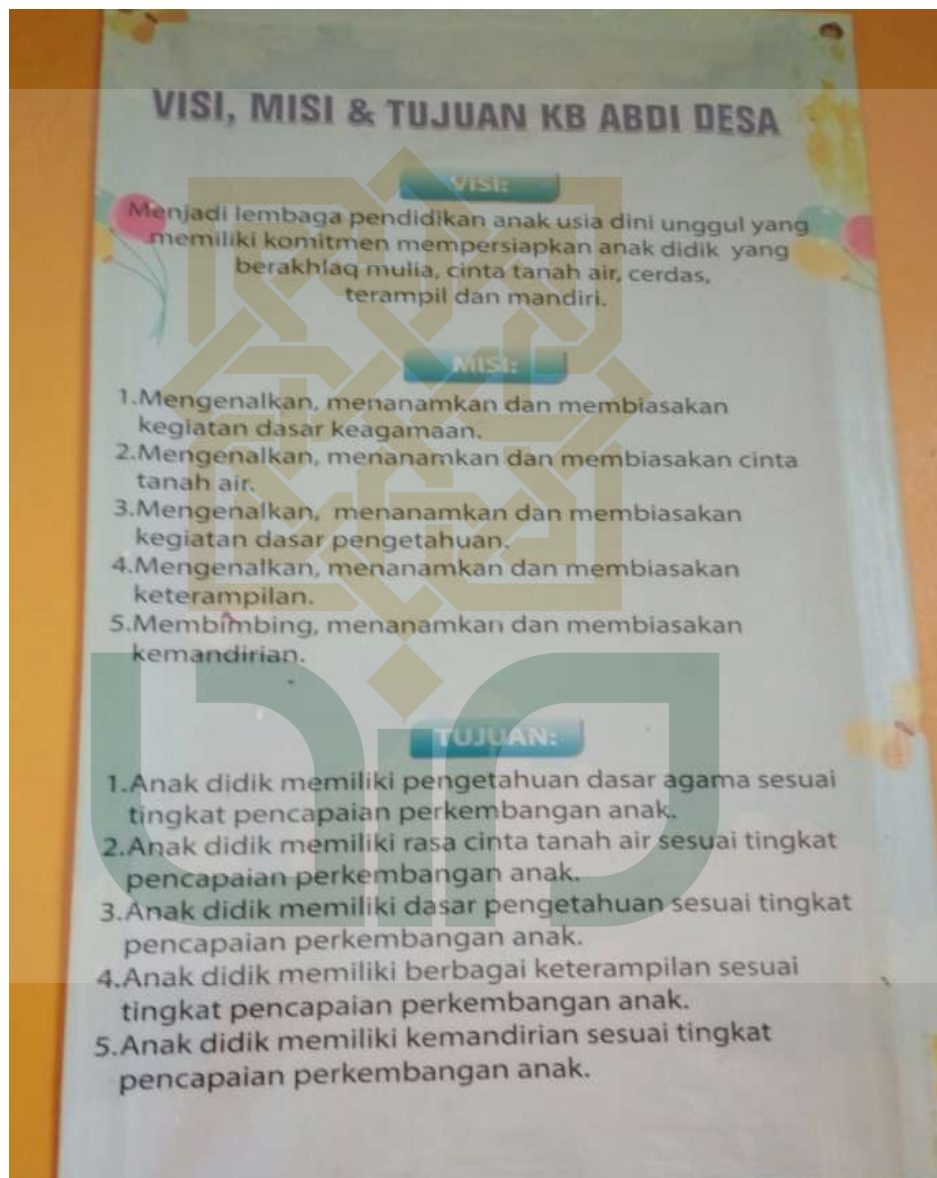 VISI, MISI & TUJUAN KB ABDI DESA
VISI:
Menjadi lembaga pendidikan anak usia dini unggul yang
memiliki komitmen mempersiapkan anak didik yang
berakhlaq mulia, cinta tanah air, cerdas,
terampil dan mandiri.
MISI:
1.Mengenalkan, menanamkan dan membiasakan
kegiatan dasar keagamaan.
2.Mengenalkan, menanamkan dan membiasakan cinta
tanah air.
3.Mengenalkan, menanamkan dan membiasakan
kegiatan dasar pengetahuan.
4.Mengenalkan, menanamkan dan membiasakan
keterampilan.
5.Membimbing, menanamkan dan membiasakan
kemandirian.
TUJUAN:
1.Anak didik memiliki pengetahuan dasar agama sesuai
tingkat pencapaian perkembangan anak.
2.Anak didik memiliki rasa cinta tanah air sesuai tingkat
pencapaian perkembangan anak.
3.Anak didik memiliki dasar pengetahuan sesuai tingkat
pencapaian perkembangan anak.
4.Anak didik memiliki berbagai keterampilan sesuai
tingkat pencapaian perkembangan anak.
5.Anak didik memiliki kemandirian sesuai tingkat
pencapaian perkembangan anak.